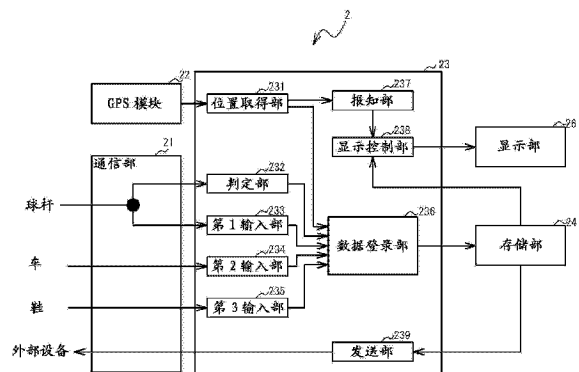 2
22
GPS 模块
23
231
位置取得部
237
报知部
238
显示控制部
26
显示部
21
通信部
232
判定部
球杆
233
第1输入部
236
数据登录部
24
存储部
车
234
第2输入部
鞋
235
第3输入部
外部设备
239
发送部